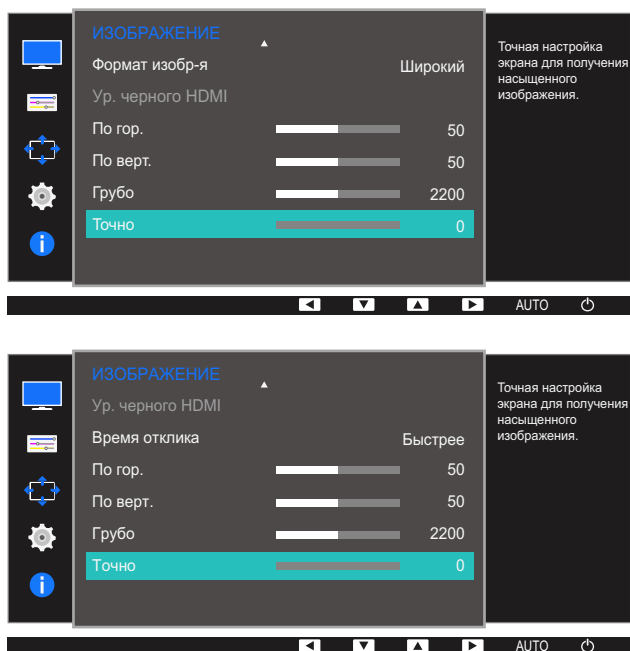 ИЗОБРАЖЕНИЕ
Формат изобр-я Широкий
Ур. черного HDMI
По гор. 50
По верт. 50
Грубо 2200
Точно 0
Точная настройка
экрана для получения
насыщенного
изображения.
AUTO
ИЗОБРАЖЕНИЕ
Ур. черного HDMI
Время отклика Быстрее
По гор. 50
По верт. 50
Грубо 2200
Точно 0
Точная настройка
экрана для получения
насыщенного
изображения.
AUTO